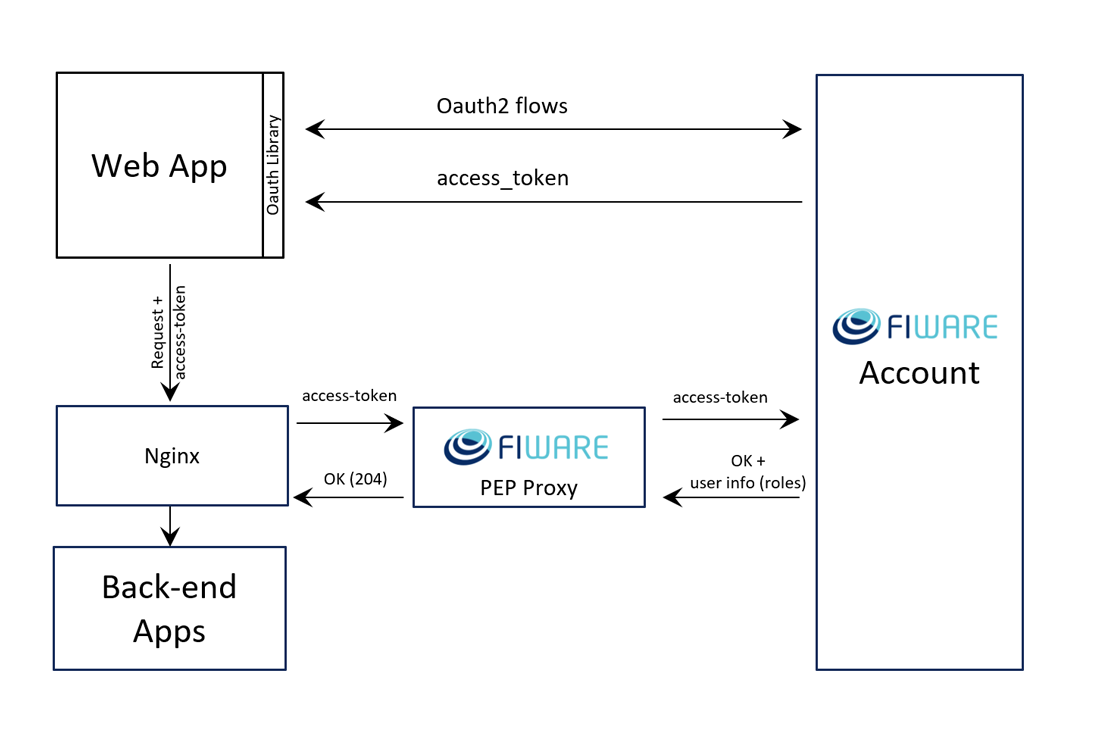 Oauth2 flows
Web App
Oauth Library
access_token
Request +
access-token
FIWARE
Account
access-token
access-token
Nginx
FIWARE
PEP Proxy
OK (204)
OK +
user info (roles)
Back-end
Apps